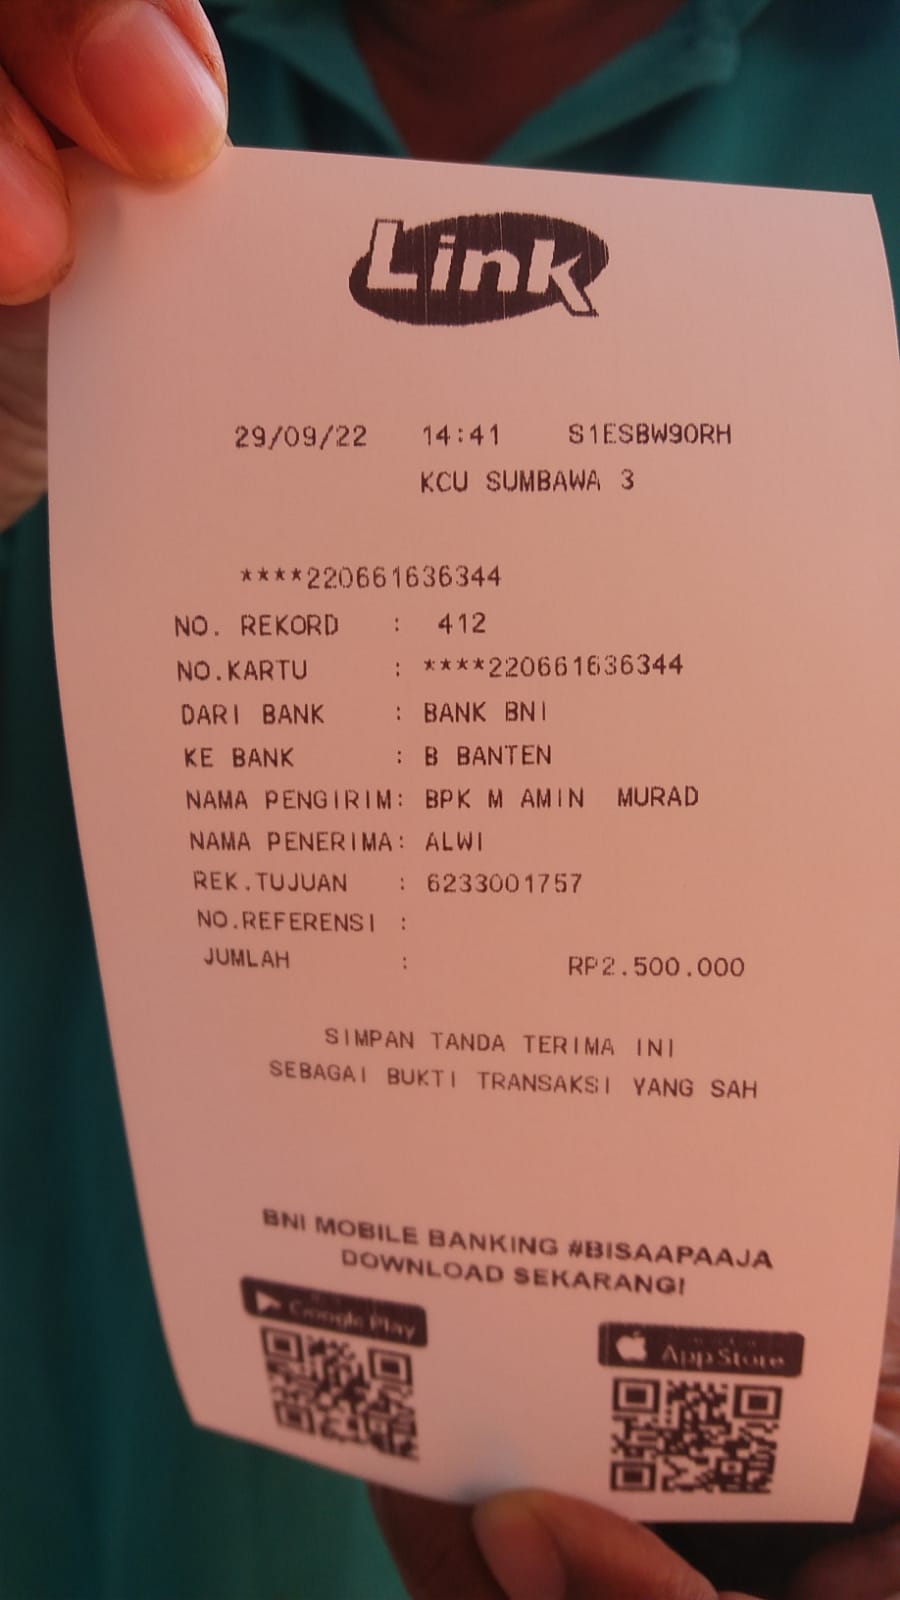 Link
29/09/22 14:41 S1ESBW90RH
KCU SUMBAWA 3
****220661636344
NO. REKORD : 412
NO.KARTU : ****220661636344
DARI BANK : BANK BNI
KE BANK : B BANTEN
NAMA PENGIRIM: BPK M AMIN MURAD
NAMA PENERIMA: ALWI
REK.TUJUAN : 6233001757
NO.REFERENSI :
JUMLAH : RP2.500.000
SIMPAN TANDA TERIMA INI
SEBAGAI BUKTI TRANSAKSI YANG SAH
BNI MOBILE BANKING #BISAAPAAJA
DOWNLOAD SEKARANG!
Google Play
App Store